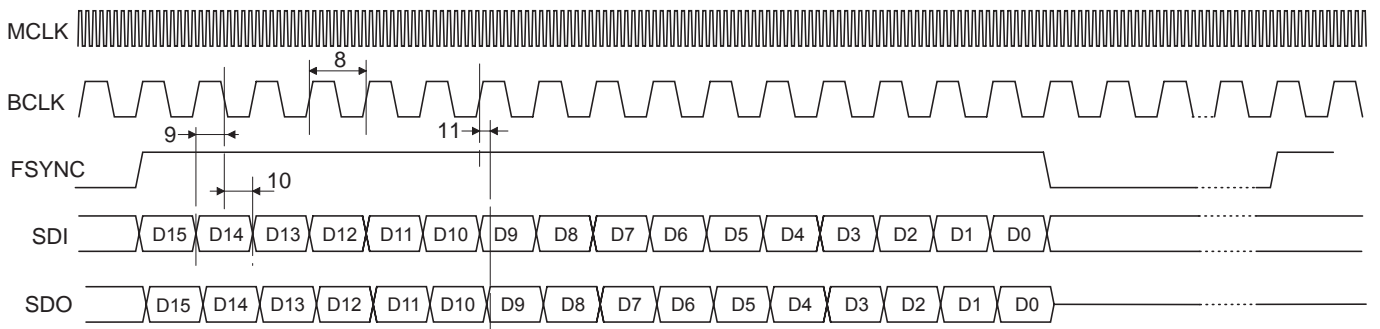 MCLK
8
BCLK
9
11
FSYNC
10
SDI D15 D14 D13 D12 D11 D10 D9 D8 D7 D6 D5 D4 D3 D2 D1 D0
SDO D15 D14 D13 D12 D11 D10 D9 D8 D7 D6 D5 D4 D3 D2 D1 D0